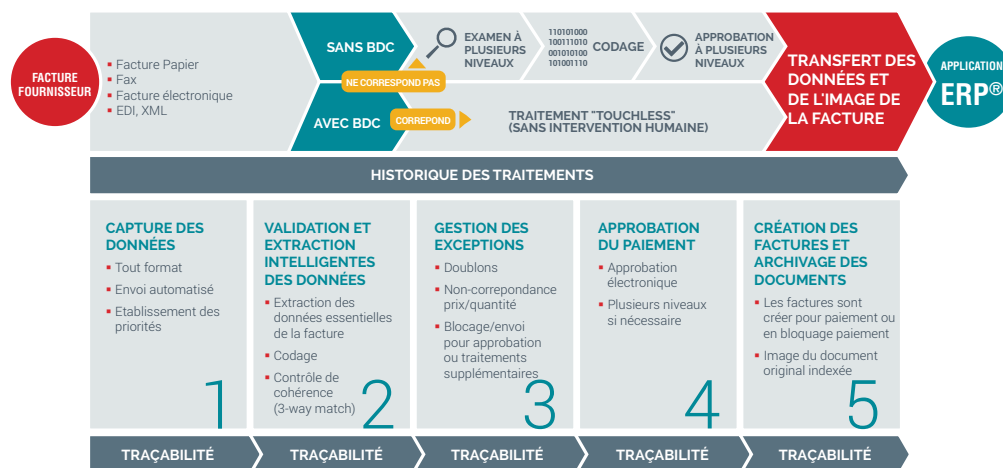 FACTURE
FOURNISSEUR
▪ Facture Papier
▪ Fax
▪ Facture électronique
▪ EDI, XML
SANS BDC
NE CORRESPOND PAS
AVEC BDC
CORREPOND
EXAMEN À
PLUSIEURS
NIVEAUX
110101000
100111010
001010100
101001110
CODAGE
APPROBATION
À PLUSIEURS
NIVEAUX
TRAITEMENT "TOUCHLESS"
(SANS INTERVENTION HUMAINE)
TRANSFERT DES
DONNÉES ET
DE L'IMAGE DE
LA FACTURE
APPLICATION
ERP®
HISTORIQUE DES TRAITEMENTS
CAPTURE DES
DONNÉES
▪ Tout format
▪ Envoi automatisé
▪ Etablissement des
priorités
1
VALIDATION ET
EXTRACTION
INTELLIGENTES
DES DONNÉES
▪ Extraction des
données essentielles
de la facture
▪ Codage
▪ Contrôle de
cohérence
(3-way match)
2
GESTION DES
EXCEPTIONS
▪ Doublons
▪ Non-correpondance
prix/quantité
▪ Blocage/envoi
pour approbation
ou traitements
supplémentaires
3
APPROBATION
DU PAIEMENT
▪ Approbation
électronique
▪ Plusieurs niveaux
si nécessaire
4
CRÉATION DES
FACTURES ET
ARCHIVAGE DES
DOCUMENTS
▪ Les factures sont
créer pour paiement ou
en bloquage paiement
▪ Image du document
original indexée
5
TRAÇABILITÉ
TRAÇABILITÉ
TRAÇABILITÉ
TRAÇABILITÉ
TRAÇABILITÉ